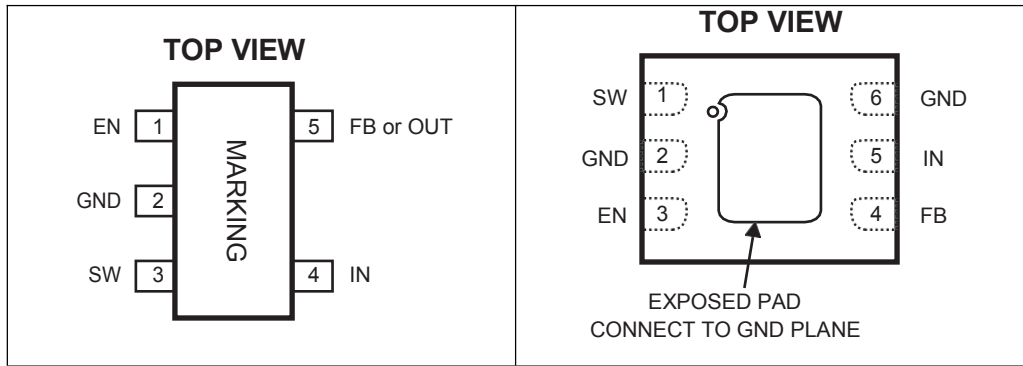 TOP VIEW
EN 1
5 FB or OUT
GND 2
SW 3
4 IN
MARKING
TOP VIEW
SW 1
6 GND
GND 2
5 IN
EN 3
4 FB
EXPOSED PAD
CONNECT TO GND PLANE